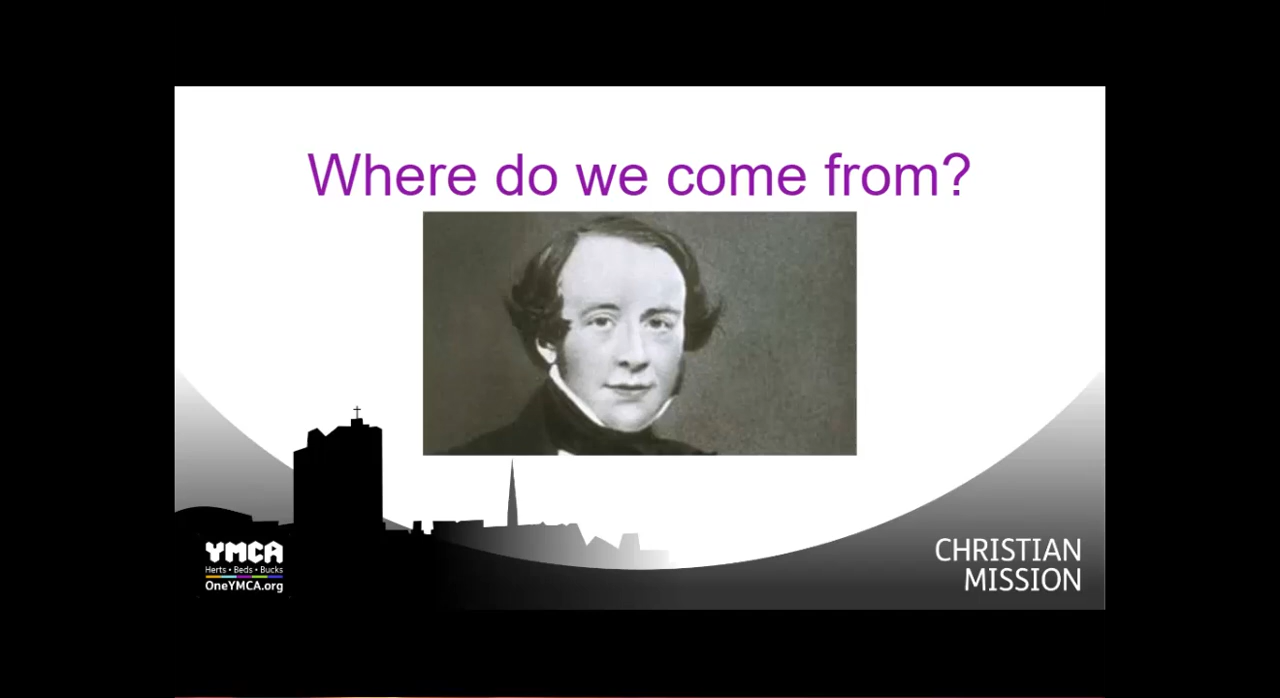 Where do we come from?
YMCA
Herts • Beds • Bucks
OneYMCA.org
CHRISTIAN
MISSION